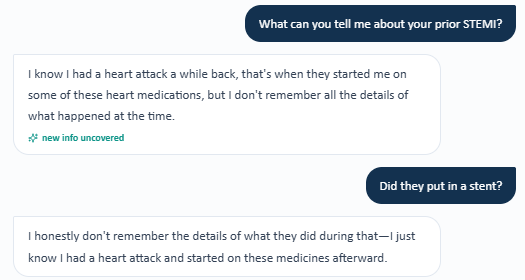 What can you tell me about your prior STEMI?
I know I had a heart attack a while back, that's when they started me on
some of these heart medications, but I don't remember all the details of
what happened at the time.
new info uncovered
Did they put in a stent?
I honestly don't remember the details of what they did during that—I just
know I had a heart attack and started on these medicines afterward.